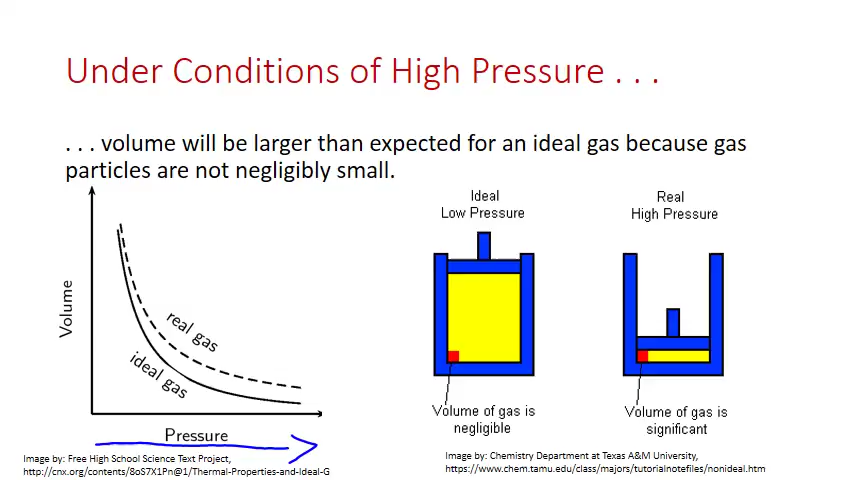 Under Conditions of High Pressure . . .
. . . volume will be larger than expected for an ideal gas because gas
particles are not negligibly small.
Volume
real gas
ideal gas
Pressure
Ideal
Low Pressure
Real
High Pressure
Volume of gas is
negligible
Volume of gas is
significant
Image by: Free High School Science Text Project,
http://cnx.org/contents/8oS7X1Pn@1/Thermal-Properties-and-Ideal-G
Image by: Chemistry Department at Texas A&M University,
https://www.chem.tamu.edu/class/majors/tutorialnotefiles/nonideal.htm